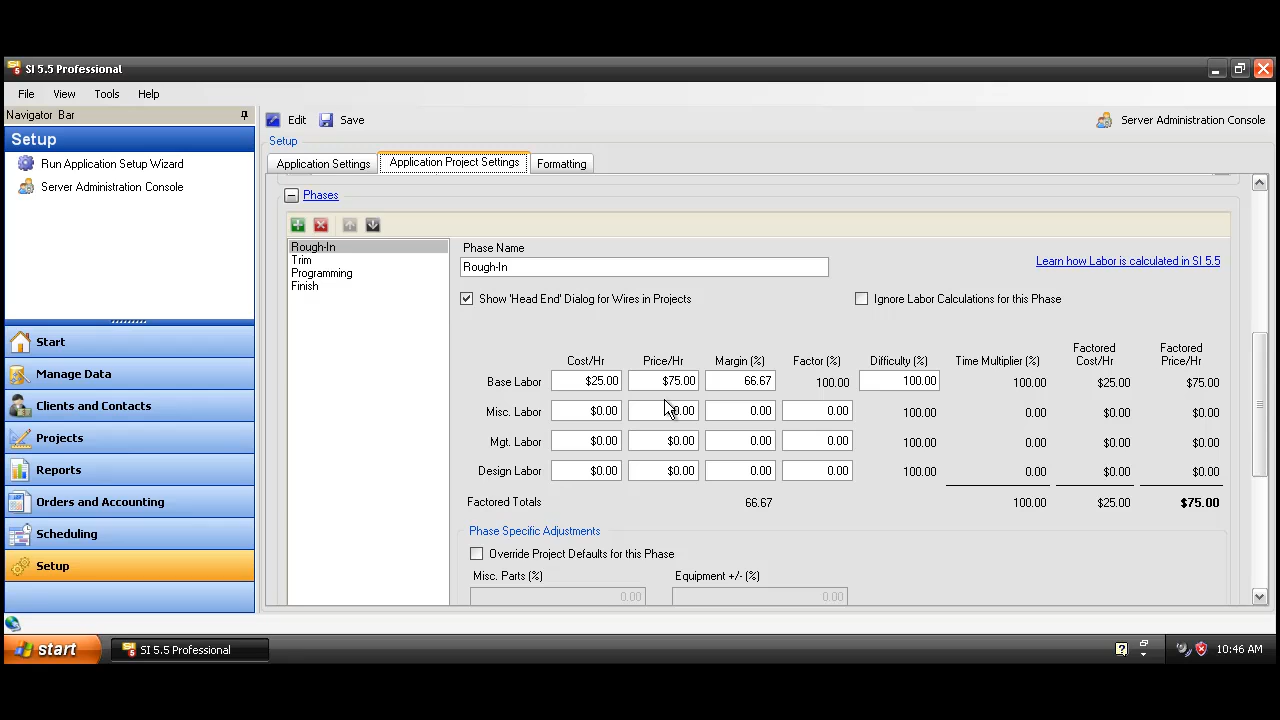 SI 5.5 Professional
File View Tools Help
Navigator Bar
Edit Save
Server Administration Console
Setup
Run Application Setup Wizard
Server Administration Console
Start
Manage Data
Clients and Contacts
Projects
Reports
Orders and Accounting
Scheduling
Setup
Setup
Application Settings Application Project Settings Formatting
Phases
Rough-In
Trim
Programming
Finish
Phase Name
Rough-In
Learn how Labor is calculated in SI 5.5
Show 'Head End' Dialog for Wires in Projects
Ignore Labor Calculations for this Phase
Cost/Hr Price/Hr Margin (%) Factor (%) Difficulty (%) Time Multiplier (%) Factored Cost/Hr Factored Price/Hr
Base Labor $25.00 $75.00 66.67 100.00 100.00 100.00 $25.00 $75.00
Misc. Labor $0.00 0.00 0.00 0.00 100.00 0.00 $0.00 $0.00
Mgt. Labor $0.00 $0.00 0.00 0.00 100.00 0.00 $0.00 $0.00
Design Labor $0.00 $0.00 0.00 0.00 100.00 0.00 $0.00 $0.00
Factored Totals 66.67 100.00 $25.00 $75.00
Phase Specific Adjustments
Override Project Defaults for this Phase
Misc. Parts (%) Equipment +/- (%)
0.00 0.00
start SI 5.5 Professional 10:46 AM